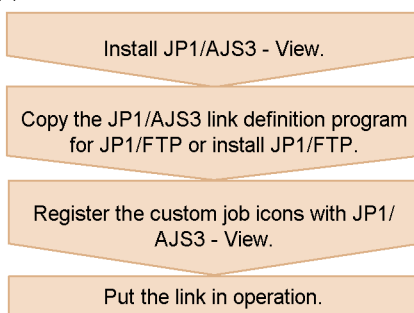 Install JP1/AJS3 - View.
Copy the JP1/AJS3 link definition program
for JP1/FTP or install JP1/FTP.
Register the custom job icons with JP1/
AJS3 - View.
Put the link in operation.